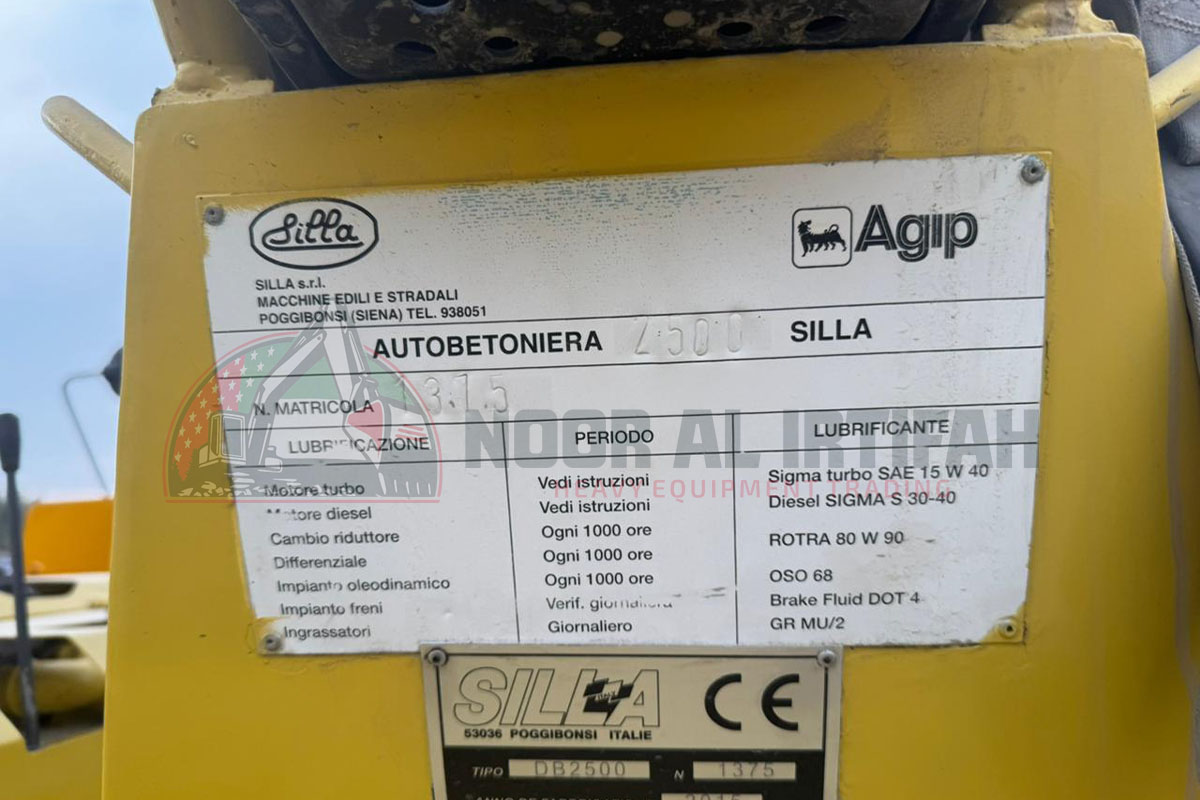 Silla
Agip
SILLA s.r.l.
MACCHINE EDILI E STRADALI
POGGIBONSI (SIENA) TEL. 938051
AUTOBETONIERA 2500 SILLA
N. MATRICOLA 1375
NOOR AL IRTIFAH
HEAVY EQUIPMENT TRADING
LUBRIFICAZIONE PERIODO LUBRIFICANTE
Motore turbo Vedi istruzioni Sigma turbo SAE 15 W 40
Motore diesel Vedi istruzioni Diesel SIGMA S 30-40
Cambio riduttore Ogni 1000 ore ROTRA 80 W 90
Differenziale Ogni 1000 ore
Impianto oleodinamico Ogni 1000 ore OSO 68
Impianto freni Verif. giornaliera Brake Fluid DOT 4
Ingrassatori Giornaliero GR MU/2
SILLA CE
53036 POGGIBONSI ITALIE
TIPO DB2500 N 1375